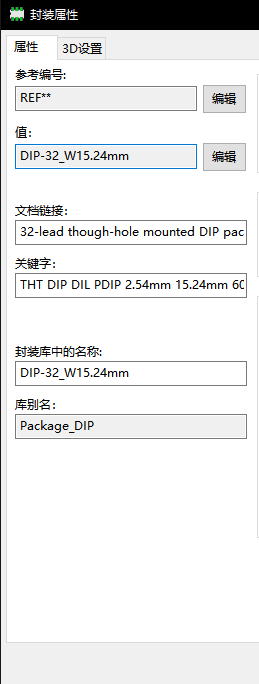 封装属性
属性 3D设置
参考编号:
REF** 编辑
值:
DIP-32_W15.24mm 编辑
文档链接:
32-lead though-hole mounted DIP pac
关键字:
THT DIP DIL PDIP 2.54mm 15.24mm 60
封装库中的名称:
DIP-32_W15.24mm
库别名:
Package_DIP